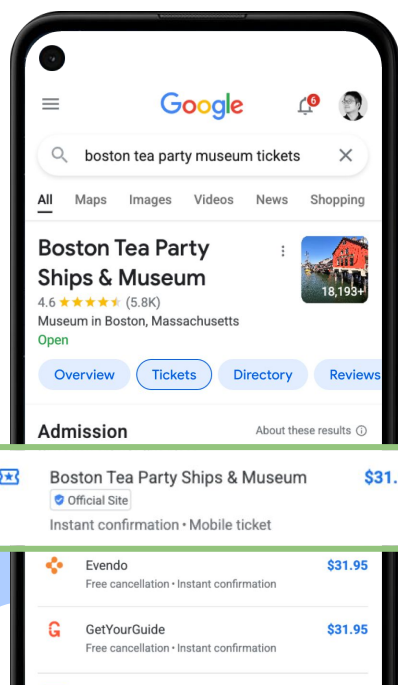 Google
6
boston tea party museum tickets
All Maps Images Videos News Shopping
Boston Tea Party
Ships & Museum
18,193+
4.6 (5.8K)
Museum in Boston, Massachusetts
Open
Overview Tickets Directory Reviews
Admission About these results
Boston Tea Party Ships & Museum $31.
Official Site
Instant confirmation • Mobile ticket
Evendo $31.95
Free cancellation • Instant confirmation
GetYourGuide $31.95
Free cancellation • Instant confirmation